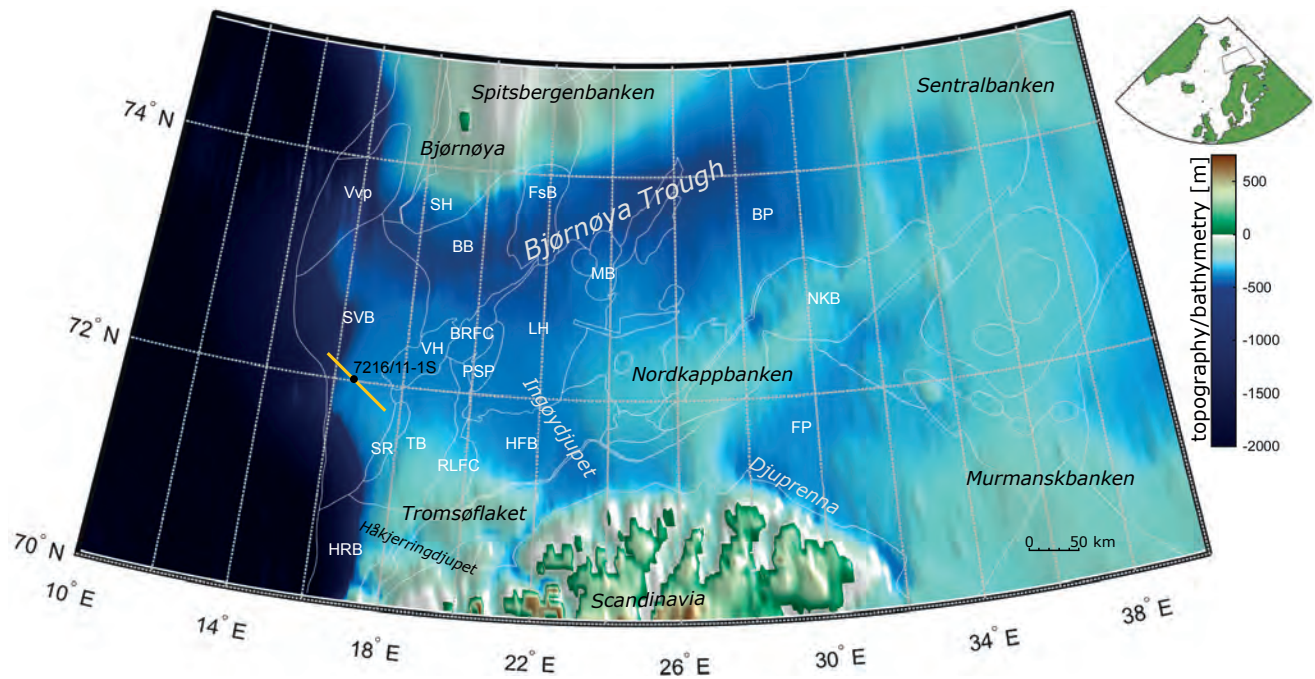 Spitsbergenbanken
Sentralbanken
74° N
Bjørnøya
Vvp
SH
FsB
Bjørnøya Trough
BP
BB
MB
NKB
SVB
72° N
VH
BRFC
LH
7216/11-1S
PSP
Nordkappbanken
Ingøydjupet
SR
TB
HFB
FP
RLFC
Djuprenna
Murmanskbanken
Tromsøflaket
Håkjerringdjupet
HRB
70° N
0 50 km
Scandinavia
10° E
14° E
18° E
22° E
26° E
30° E
34° E
38° E
topography/bathymetry [m]
500
0
-500
-1000
-1500
-2000